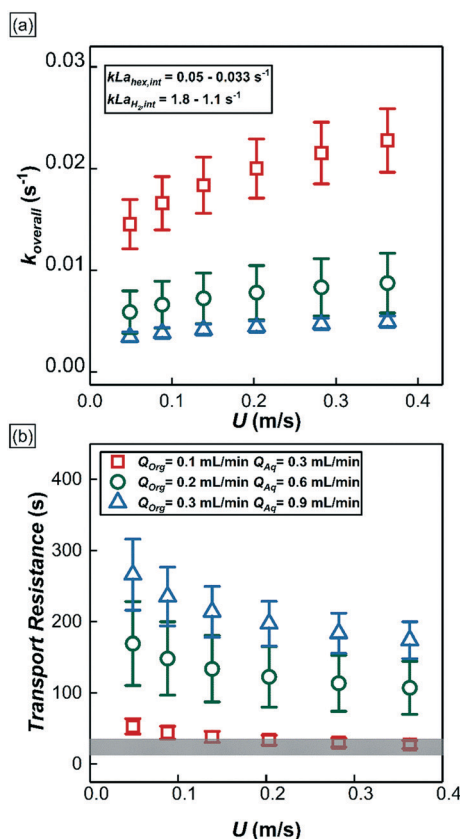 (a)
0.03
kLa_hex,int = 0.05 - 0.033 s⁻¹
kLa_H₂,int = 1.8 - 1.1 s⁻¹
0.02
k_overall (s⁻¹)
0.01
0.00
0.0 0.1 0.2 0.3 0.4
U (m/s)
(b)
Q_Org= 0.1 mL/min Q_Aq= 0.3 mL/min
Q_Org= 0.2 mL/min Q_Aq= 0.6 mL/min
Q_Org= 0.3 mL/min Q_Aq= 0.9 mL/min
400
300
Transport Resistance (s)
200
100
0
0.0 0.1 0.2 0.3 0.4
U (m/s)